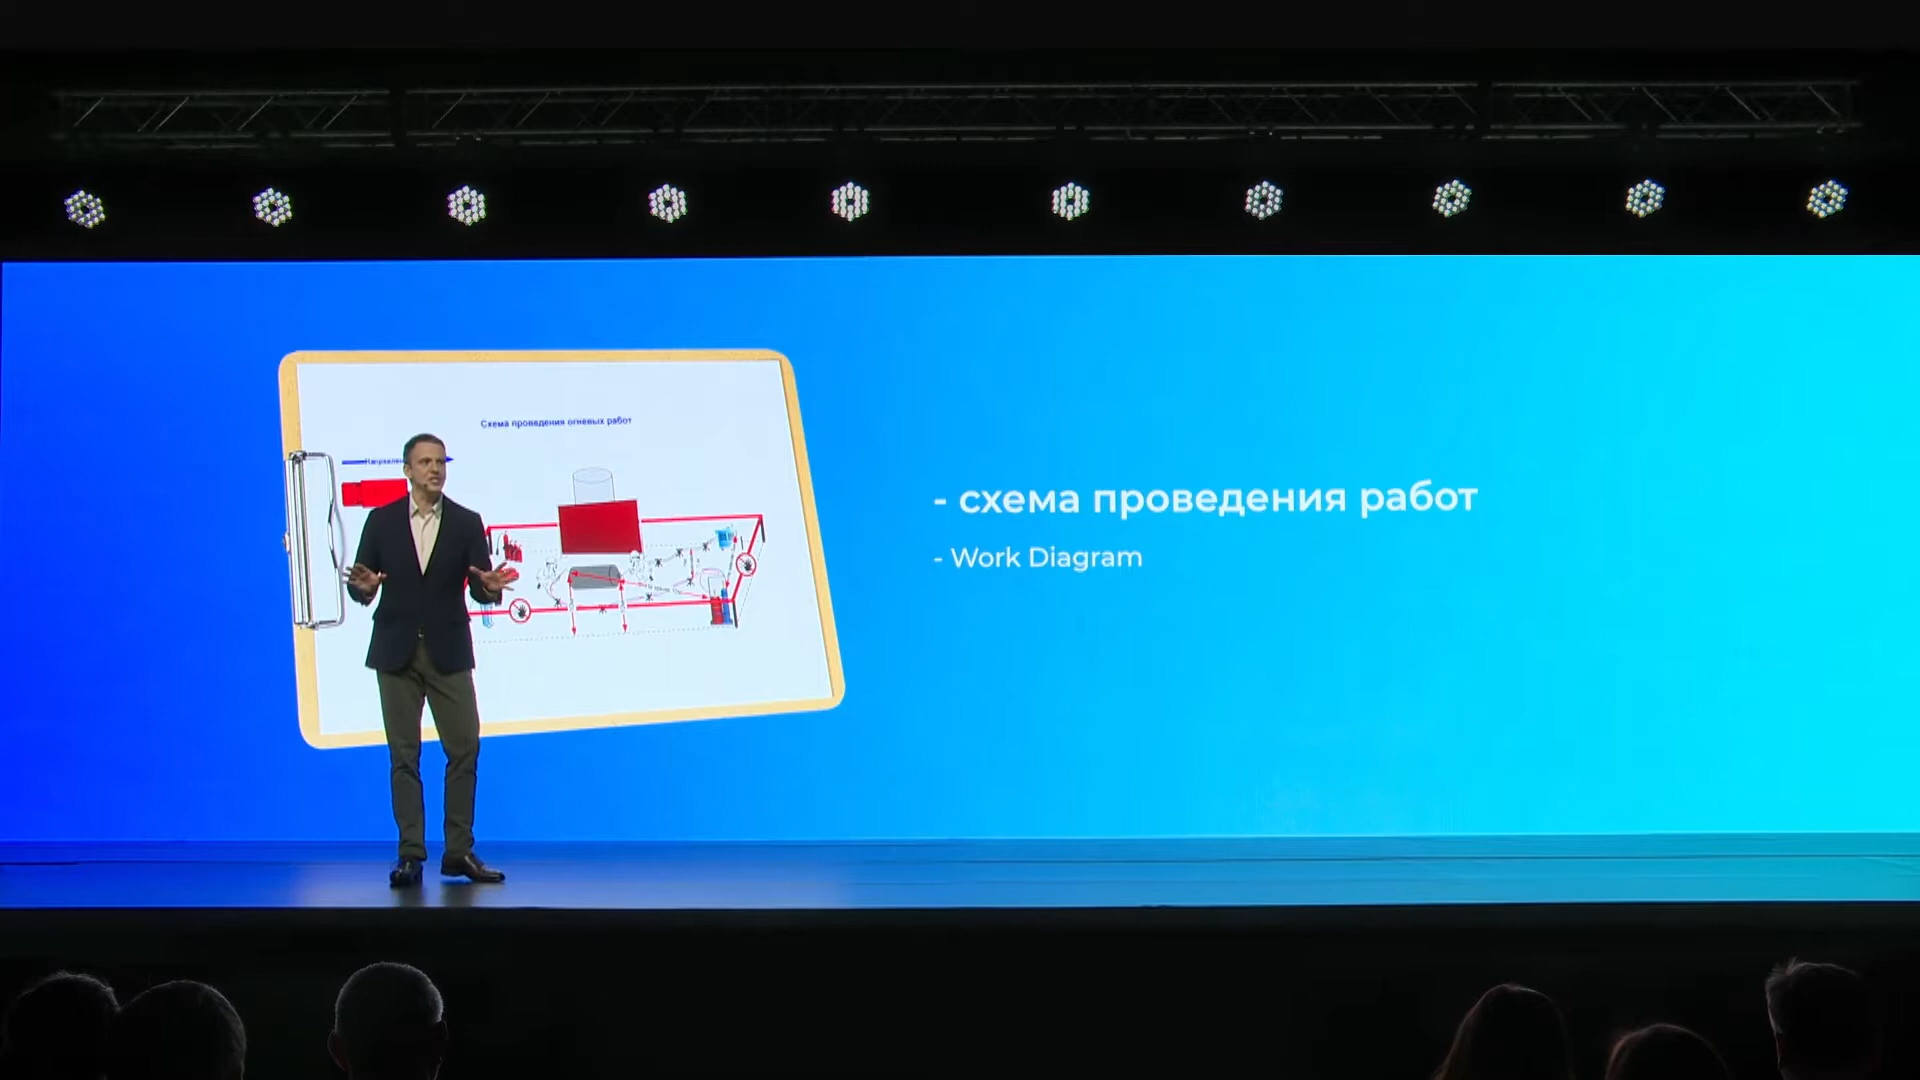 Схема проведения огневых работ
- схема проведения работ
- Work Diagram